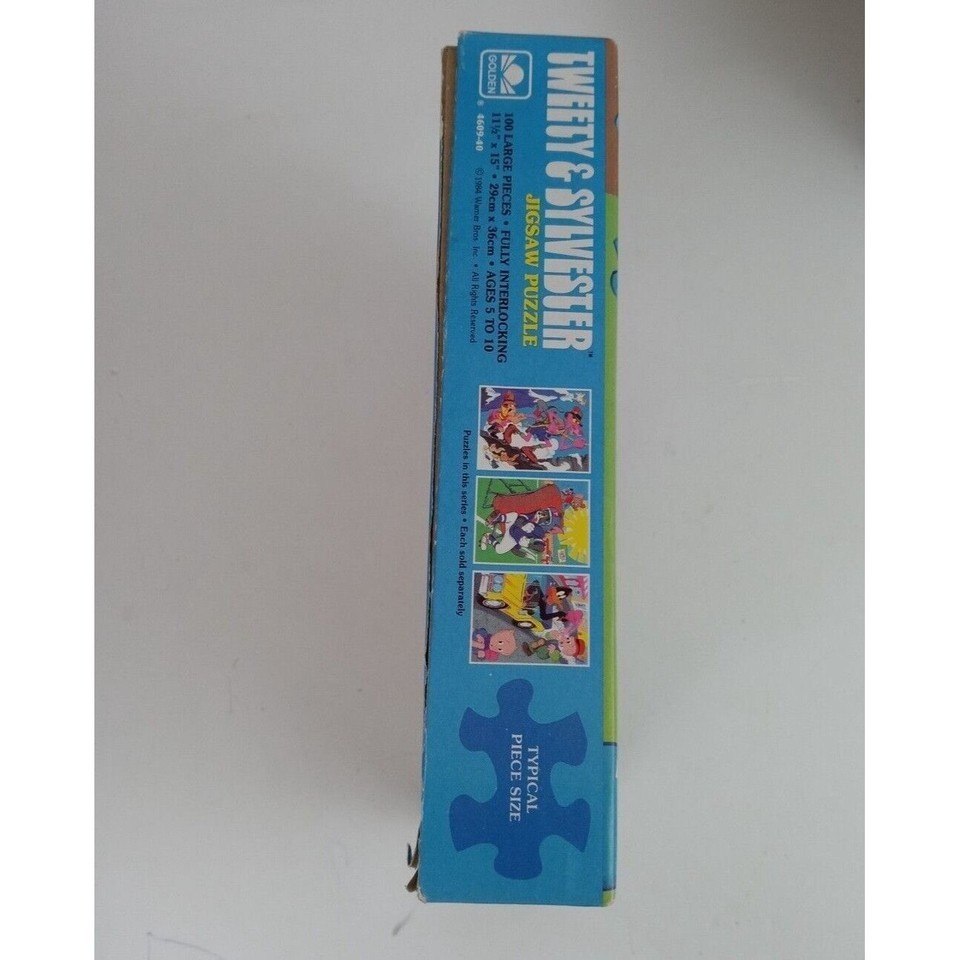 GOLDEN
®
TWEETY & SYLVESTER™
JIGSAW PUZZLE
100 LARGE PIECES • FULLY INTERLOCKING
11½" x 15" • 29cm x 36cm • AGES 5 TO 10
4609-40 © 1984 Warner Bros. Inc. • All Rights Reserved
Puzzles in this series • Each sold separately
TYPICAL
PIECE SIZE